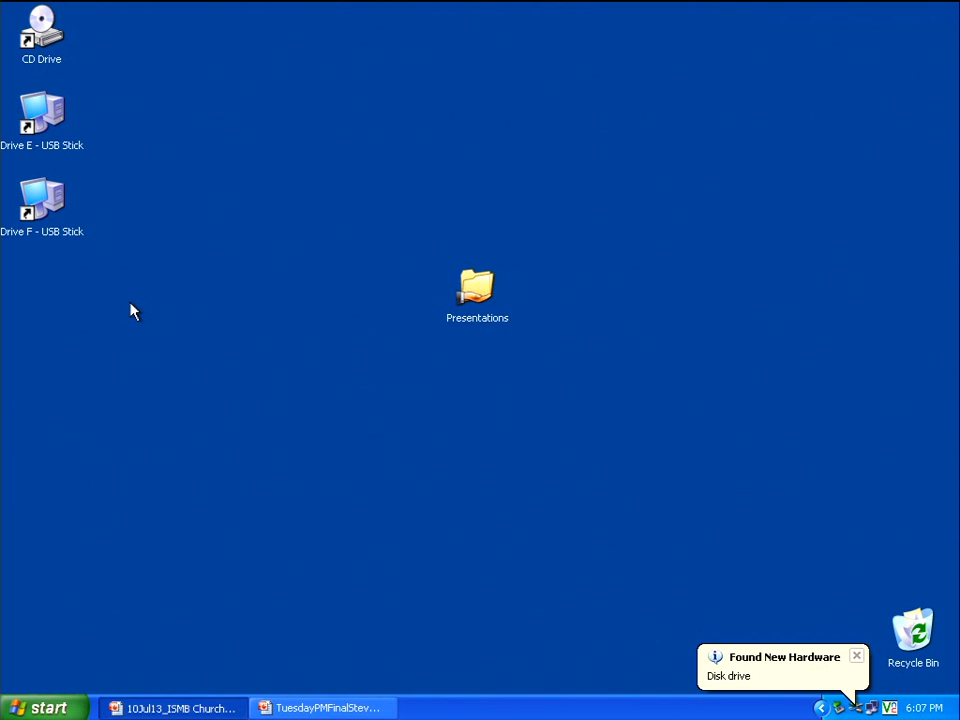 CD Drive
Drive E - USB Stick
Drive F - USB Stick
Presentations
Found New Hardware
Disk drive
Recycle Bin
start
10Jul13_ISMB Church...
TuesdayPMFinalStev...
6:07 PM